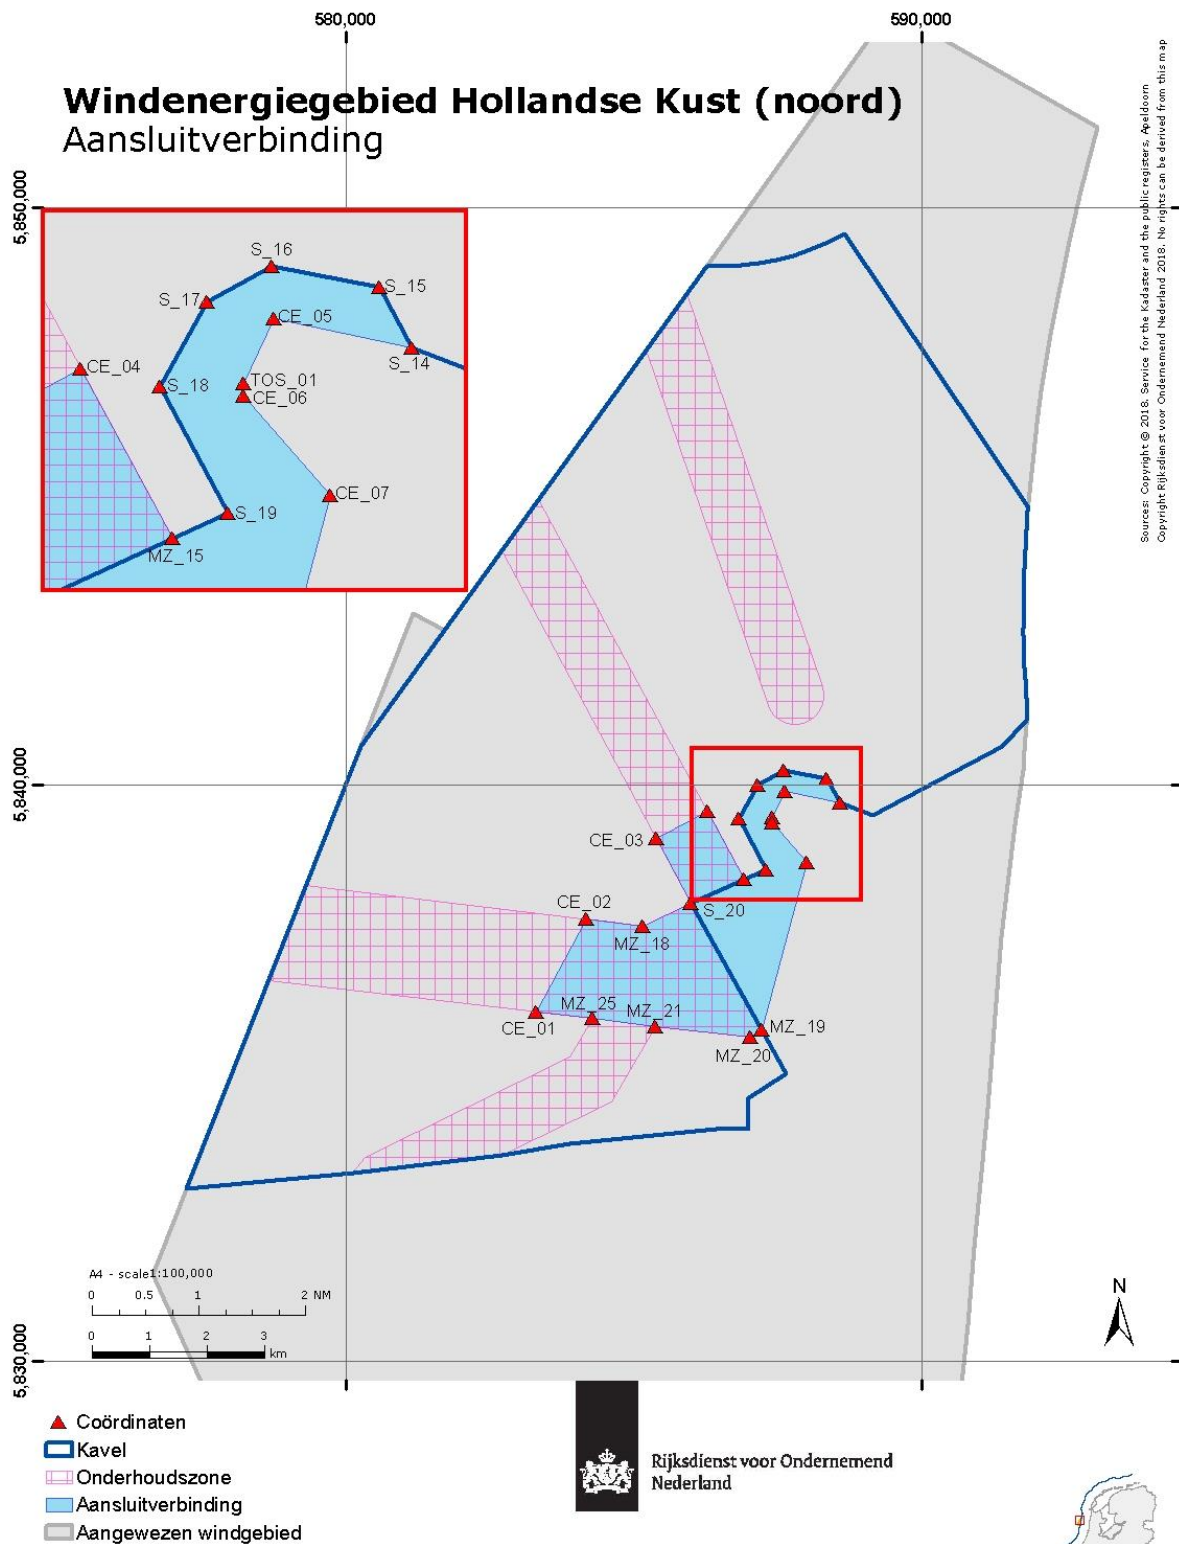 580,000
590,000
Windenergiegebied Hollandse Kust (noord)
Aansluitverbinding
Sources: Copyright © 2018. Service for the Kadaster and the public registers, Apeldoorn
Copyright Rijksdienst voor Ondernemend Nederland 2018. No rights can be derived from this map
5,850,000
S_16
S_15
S_17
CE_05
S_14
CE_04
TOS_01
S_18
CE_06
CE_07
S_19
MZ_15
5,840,000
CE_03
CE_02
S_20
MZ_18
MZ_25
MZ_21
CE_01
MZ_19
MZ_20
A4 - scale1:100,000
0 0.5 1 2 NM
0 1 2 3
km
N
5,830,000
Coördinaten
Kavel
Onderhoudszone
Aansluitverbinding
Aangewezen windgebied
Rijksdienst voor Ondernemend
Nederland